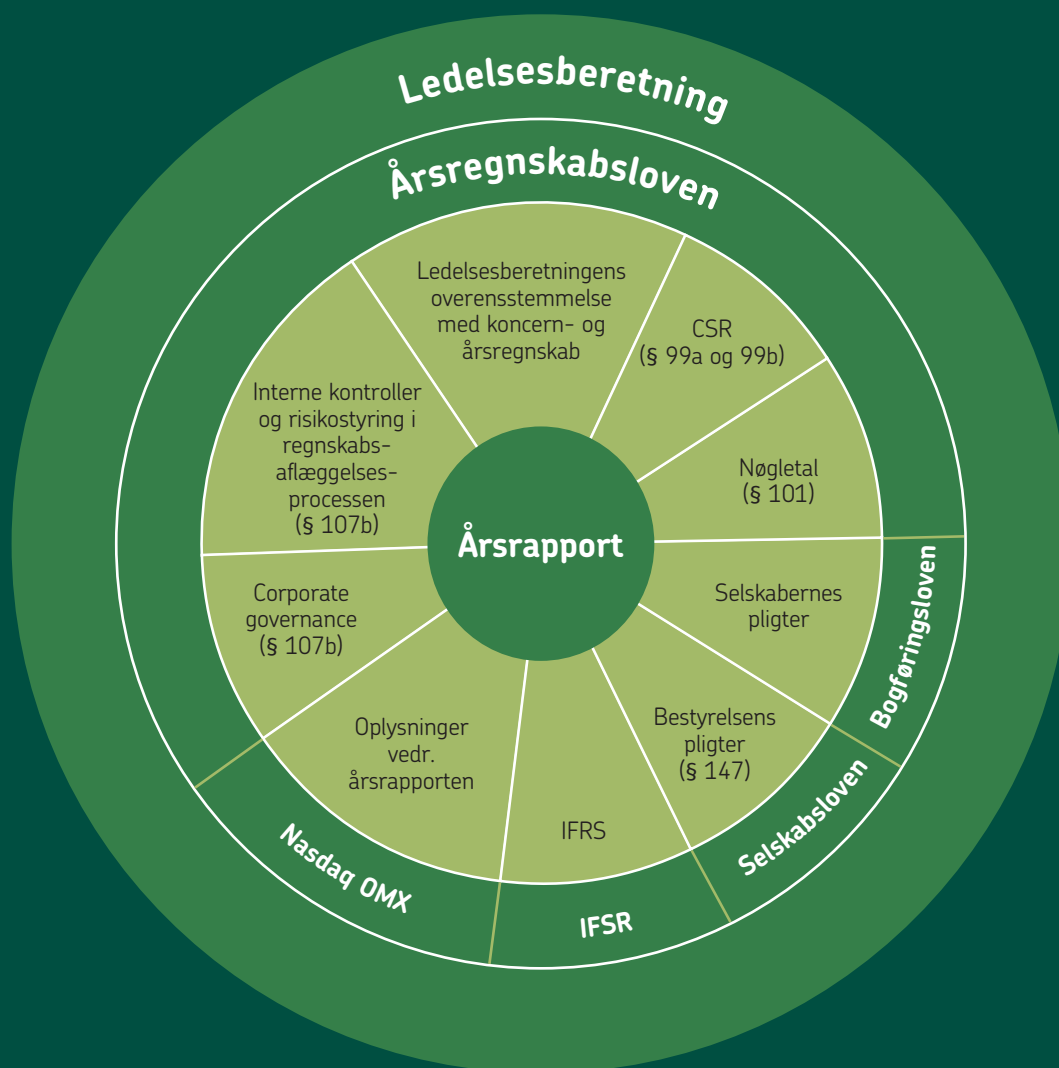 Ledelsesberetning
Årsregnskabsloven
Ledelsesberetningens
overensstemmelse
med koncern- og
årsregnskab
CSR
(§ 99a og 99b)
Nøgletal
(§ 101)
Selskabernes
pligter
Bestyrelsens
pligter
(§ 147)
IFRS
Oplysninger
vedr.
årsrapporten
Corporate
governance
(§ 107b)
Interne kontroller
og risikostyring i
regnskabs-
aflæggelses-
processen
(§ 107b)
Årsrapport
Bogføringsloven
Selskabsloven
IFSR
Nasdaq OMX